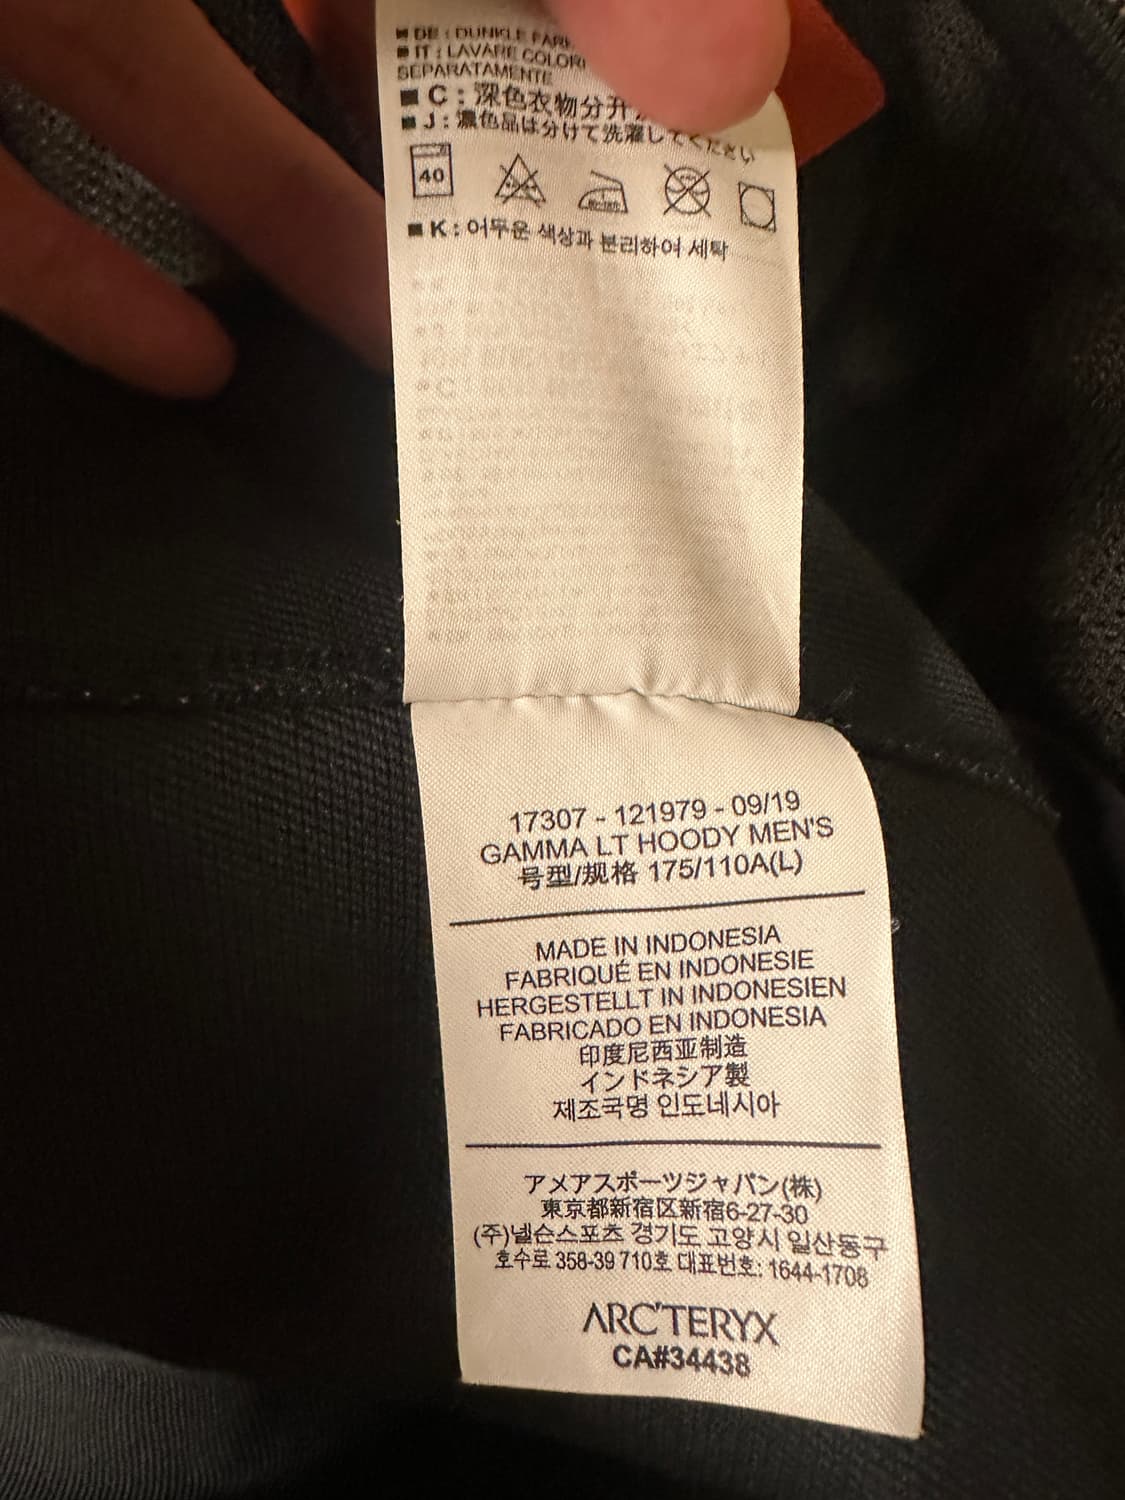 ■ DE : DUNKLE
■ IT : LAVARE COLORI
SEPARATAMENTE
■ C : 深色衣物分开
■ J : 濃色品は分けて洗濯してください
40
■ K : 어두운 색상과 분리하여 세탁
17307 - 121979 - 09/19
GAMMA LT HOODY MEN'S
号型/规格 175/110A(L)
MADE IN INDONESIA
FABRIQUÉ EN INDONESIE
HERGESTELLT IN INDONESIEN
FABRICADO EN INDONESIA
印度尼西亚制造
インドネシア製
제조국명 인도네시아
アメアスポーツジャパン(株)
東京都新宿区新宿6-27-30
(주)넬슨스포츠 경기도 고양시 일산동구
호수로 358-39 710호 대표번호: 1644-1708
ARC'TERYX
CA#34438